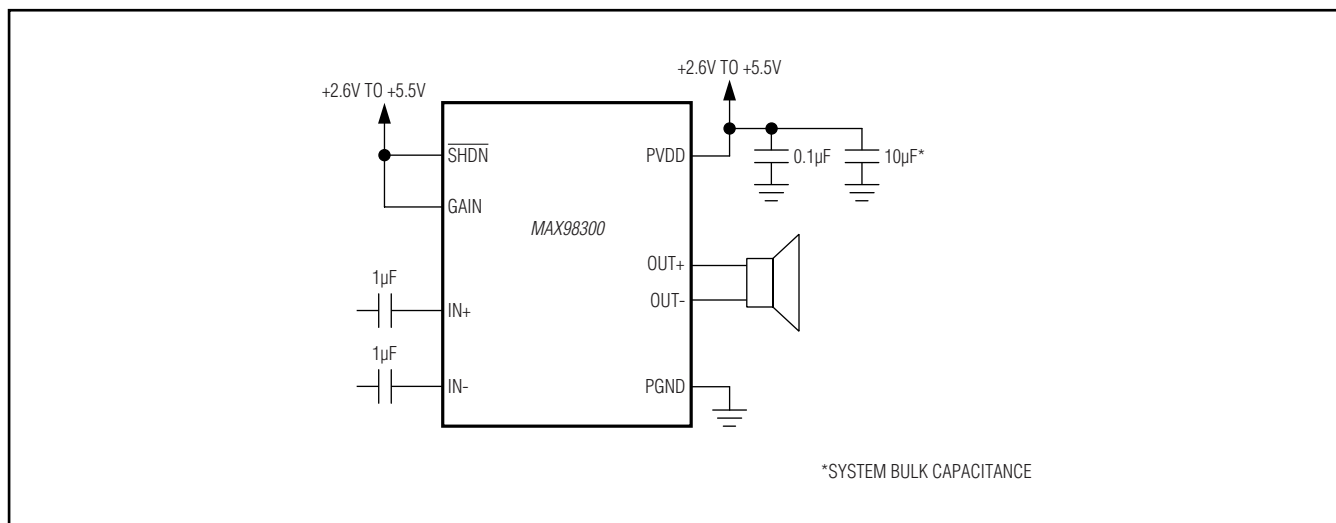 +2.6V TO +5.5V
+2.6V TO +5.5V
SHDN
PVDD
0.1µF
10µF*
GAIN
MAX98300
OUT+
OUT-
1µF
IN+
1µF
IN-
PGND
*SYSTEM BULK CAPACITANCE